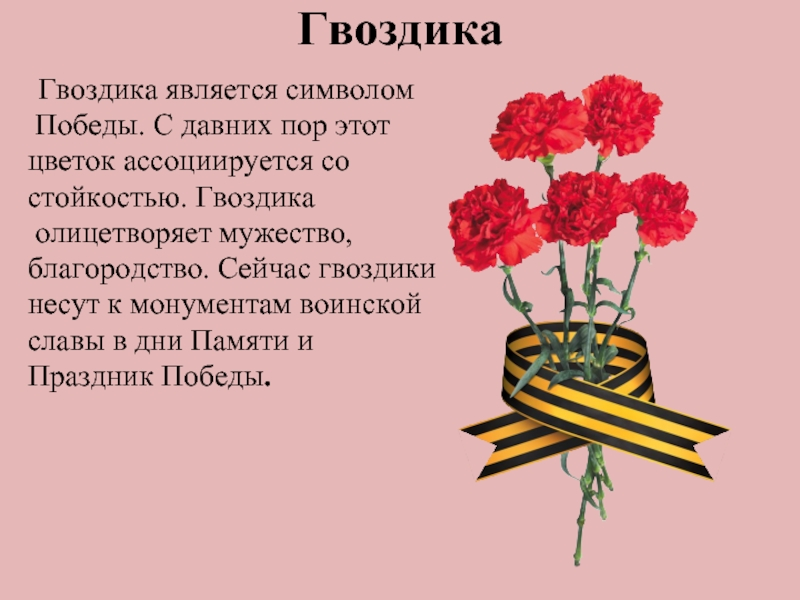 Гвоздика
Гвоздика является символом
Победы. С давних пор этот
цветок ассоциируется со
стойкостью. Гвоздика
олицетворяет мужество,
благородство. Сейчас гвоздики
несут к монументам воинской
славы в дни Памяти и
Праздник Победы.